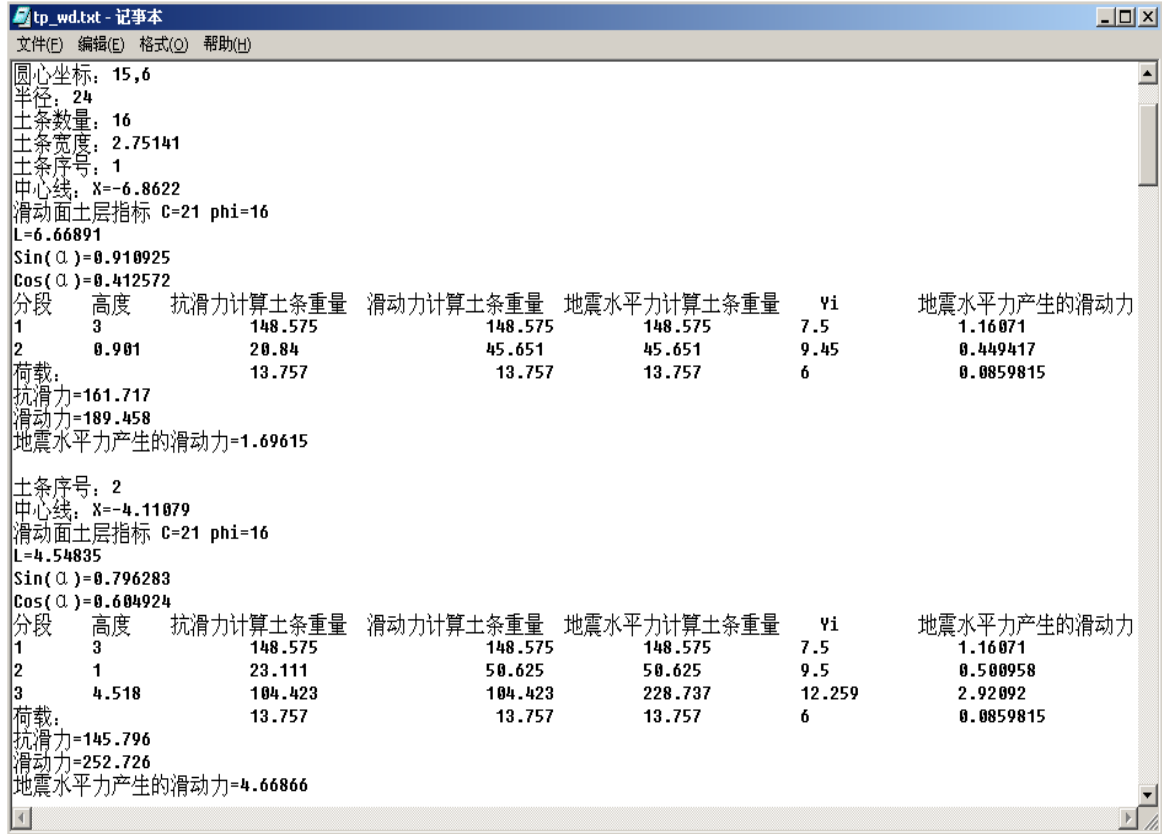 tp_wd.txt - 记事本
文件(F) 编辑(E) 格式(O) 帮助(H)
圆心坐标：15,6
半径：24
土条数量：16
土条宽度：2.75141
土条序号：1
中心线：X=-6.8622
滑动面土层指标 C=21 phi=16
L=6.66891
Sin(α)=0.910925
Cos(α)=0.412572
分段 高度 抗滑力计算土条重量 滑动力计算土条重量 地震水平力计算土条重量 Yi 地震水平力产生的滑动力
1 3 148.575 148.575 148.575 7.5 1.16071
2 0.901 20.84 45.651 45.651 9.45 0.449417
荷载： 13.757 13.757 13.757 6 0.0859815
抗滑力=161.717
滑动力=189.458
地震水平力产生的滑动力=1.69615
土条序号：2
中心线：X=-4.11079
滑动面土层指标 C=21 phi=16
L=4.54835
Sin(α)=0.796283
Cos(α)=0.604924
分段 高度 抗滑力计算土条重量 滑动力计算土条重量 地震水平力计算土条重量 Yi 地震水平力产生的滑动力
1 3 148.575 148.575 148.575 7.5 1.16071
2 1 23.111 50.625 50.625 9.5 0.500958
3 4.518 104.423 104.423 228.737 12.259 2.92092
荷载： 13.757 13.757 13.757 6 0.0859815
抗滑力=145.796
滑动力=252.726
地震水平力产生的滑动力=4.66866